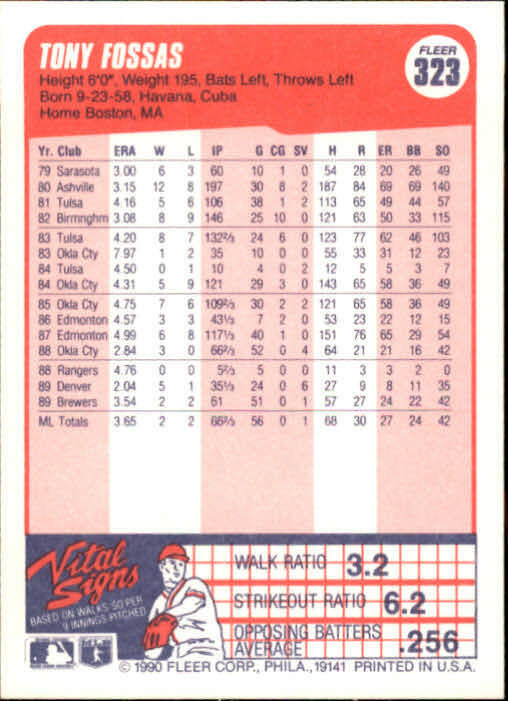 TONY FOSSAS
FLEER
323
Height 6'0", Weight 195, Bats Left, Throws Left
Born 9-23-58, Havana, Cuba
Home Boston, MA
Yr. Club ERA W L IP G CG SV H R ER BB SO
79 Sarasota 3.00 6 3 60 10 1 0 54 28 20 26 49
80 Ashville 3.15 12 8 197 30 8 2 187 84 69 69 140
81 Tulsa 4.16 5 6 106 38 1 2 113 65 49 44 57
82 Birmnghm 3.08 8 9 146 25 10 0 121 63 50 33 115
83 Tulsa 4.20 8 7 132⅔ 24 6 0 123 77 62 46 103
83 Okla Cty 7.97 1 2 35 10 0 0 55 33 31 12 23
84 Tulsa 4.50 0 1 10 4 0 2 12 5 5 3 7
84 Okla Cty 4.31 5 9 121 29 3 0 143 65 58 36 49
85 Okla Cty 4.75 7 6 109⅔ 30 2 2 121 65 58 36 49
86 Edmonton 4.57 3 3 43⅓ 7 2 0 53 23 22 12 15
87 Edmonton 4.99 6 8 117⅓ 40 1 0 151 76 65 29 54
88 Okla Cty 2.84 3 0 66⅔ 52 0 4 64 21 21 16 42
88 Rangers 4.76 0 0 5⅔ 5 0 0 11 3 3 2 0
89 Denver 2.04 5 1 35⅓ 24 0 6 27 9 8 11 35
89 Brewers 3.54 2 2 61 51 0 1 57 27 24 22 42
ML Totals 3.65 2 2 66⅔ 56 0 1 68 30 27 24 42
Vital Signs
BASED ON WALKS/SO PER
9 INNINGS PITCHED
WALK RATIO 3.2
STRIKEOUT RATIO 6.2
OPPOSING BATTERS
AVERAGE .256
© 1990 FLEER CORP., PHILA., 19141 PRINTED IN U.S.A.